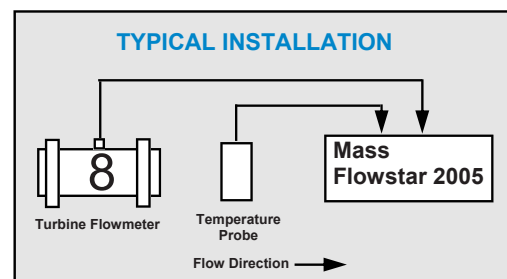 TYPICAL INSTALLATION
8
Mass
Flowstar 2005
Turbine Flowmeter
Temperature
Probe
Flow Direction